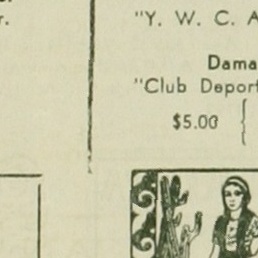 r.
"Y. W. C. A
Dama
"Club Deport
$5.00